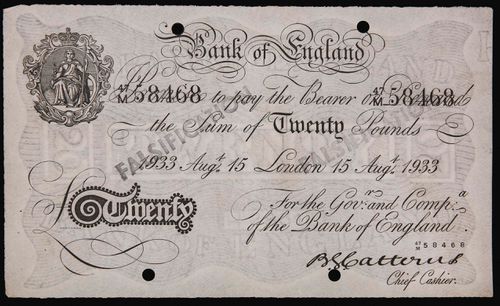 Bank of England
47/M 58468 to pay the Bearer on Demand 47/M 58468
the Sum of Twenty Pounds
FALSIFICATION FALSIFICATION
1933 Augt. 15 London 15 Augt. 1933
For the Govr. and Compa.
of the Bank of England.
£ Twenty
47/M 58468
B G Catterns
Chief Cashier.